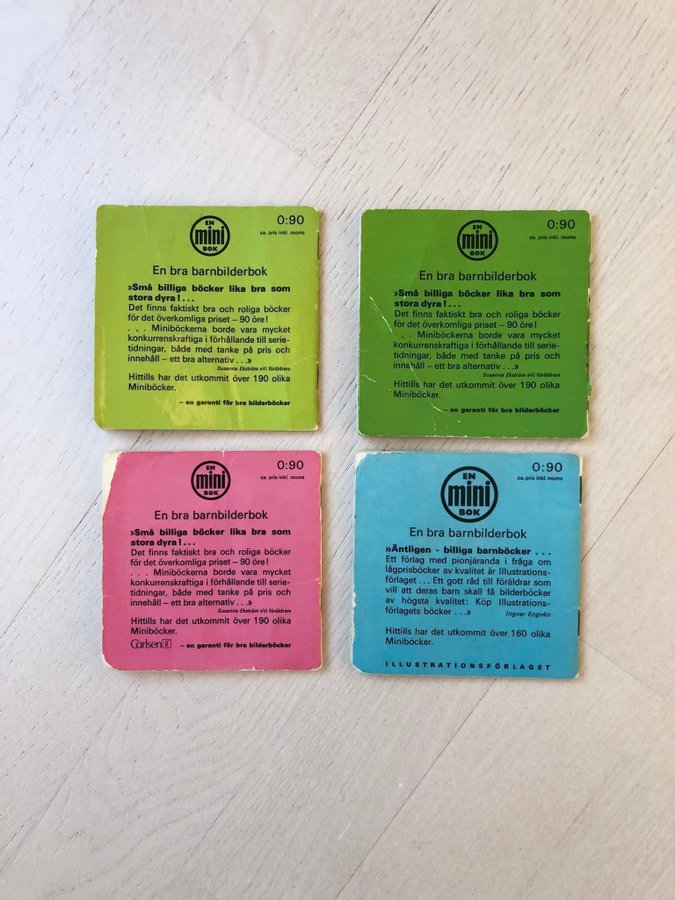 EN
mini
BOK
0:90
ca. pris inkl. moms
En bra barnbilderbok
»Små billiga böcker lika bra som
stora dyra ! . . .
Det finns faktiskt bra och roliga böcker
för det överkomliga priset – 90 öre !
. . . Miniböckerna borde vara mycket
konkurrenskraftiga i förhållande till serie-
tidningar, både med tanke på pris och
innehåll – ett bra alternativ . . .»
Susanna Ekström «Vi föräldrar»
Hittills har det utkommit över 190 olika
Miniböcker.
– en garanti för bra bilderböcker
EN
mini
BOK
0:90
ca. pris inkl. moms
En bra barnbilderbok
»Små billiga böcker lika bra som
stora dyra ! . . .
Det finns faktiskt bra och roliga böcker
för det överkomliga priset – 90 öre !
. . . Miniböckerna borde vara mycket
konkurrenskraftiga i förhållande till serie-
tidningar, både med tanke på pris och
innehåll – ett bra alternativ . . .»
Susanna Ekström «Vi föräldrar»
Hittills har det utkommit över 190 olika
Miniböcker.
– en garanti för bra bilderböcker
EN
mini
BOK
0:90
ca. pris inkl. moms
En bra barnbilderbok
»Små billiga böcker lika bra som
stora dyra ! . . .
Det finns faktiskt bra och roliga böcker
för det överkomliga priset – 90 öre !
. . . Miniböckerna borde vara mycket
konkurrenskraftiga i förhållande till serie-
tidningar, både med tanke på pris och
innehåll – ett bra alternativ . . .»
Susanna Ekström «Vi föräldrar»
Hittills har det utkommit över 190 olika
Miniböcker.
Carlsen if – en garanti för bra bilderböcker
EN
mini
BOK
0:90
ca. pris inkl. moms
En bra barnbilderbok
»Äntligen - billiga barnböcker . . .
Ett förlag med pionjäranda i fråga om
lågprisböcker av kvalitet är Illustrations-
förlaget . . . Ett gott råd till föräldrar som
vill att deras barn skall få bilderböcker
av högsta kvalitet: Köp Illustrations-
förlagets böcker . . .»
Ingvar Engvén
Hittills har det utkommit över 160 olika
Miniböcker.
ILLUSTRATIONSFÖRLAGET